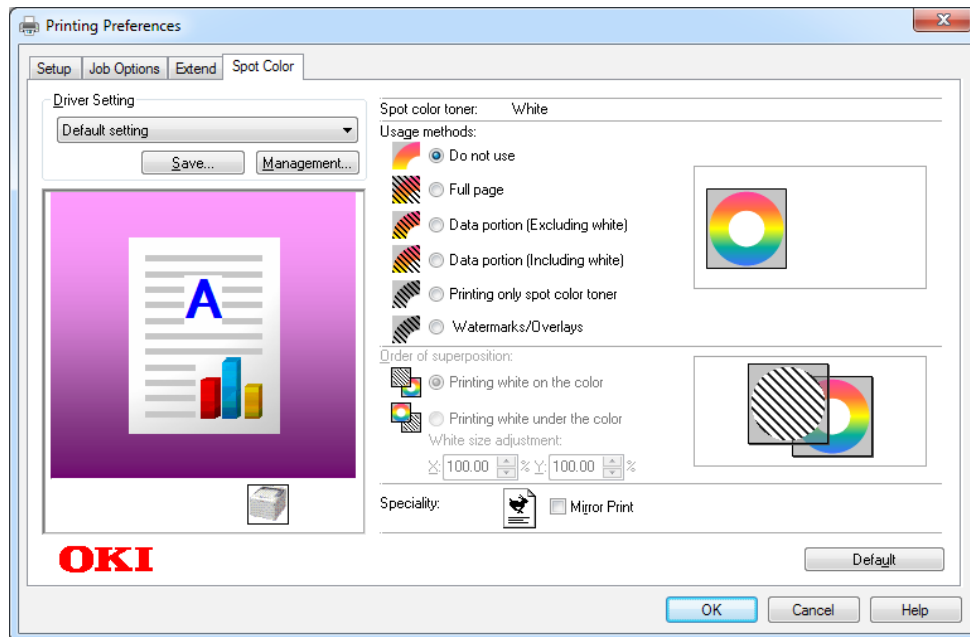 Printing Preferences
Setup Job Options Extend Spot Color
Driver Setting
Default setting
Save... Management...
A
OKI
Spot color toner: White
Usage methods:
Do not use
Full page
Data portion (Excluding white)
Data portion (Including white)
Printing only spot color toner
Watermarks/Overlays
Order of superposition:
Printing white on the color
Printing white under the color
White size adjustment:
X: 100.00 % Y: 100.00 %
Speciality: Mirror Print
Default
OK Cancel Help